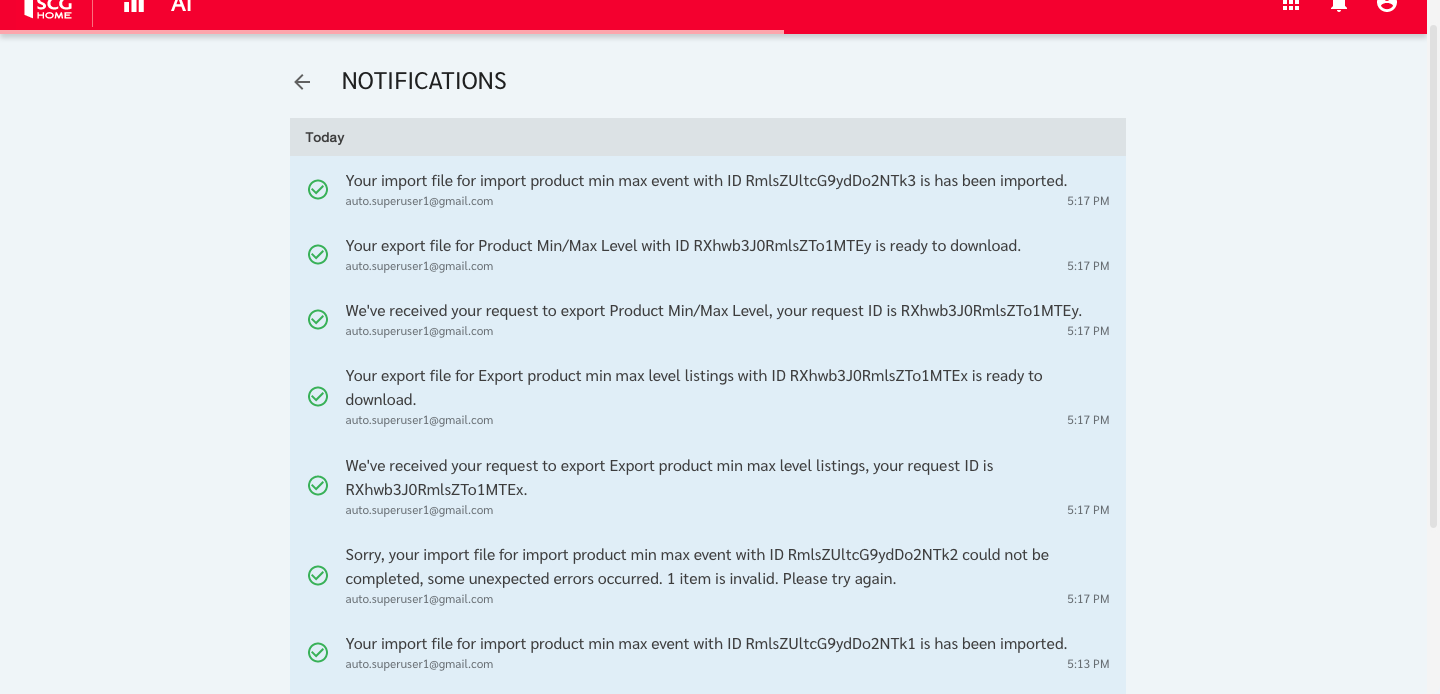 SCG
HOME
AI
NOTIFICATIONS
Today
Your import file for import product min max event with ID RmlsZUltcG9ydDo2NTk3 is has been imported.
auto.superuser1@gmail.com 5:17 PM
Your export file for Product Min/Max Level with ID RXhwb3J0RmlsZTo1MTEy is ready to download.
auto.superuser1@gmail.com 5:17 PM
We've received your request to export Product Min/Max Level, your request ID is RXhwb3J0RmlsZTo1MTEy.
auto.superuser1@gmail.com 5:17 PM
Your export file for Export product min max level listings with ID RXhwb3J0RmlsZTo1MTEx is ready to
download.
auto.superuser1@gmail.com 5:17 PM
We've received your request to export Export product min max level listings, your request ID is
RXhwb3J0RmlsZTo1MTEx.
auto.superuser1@gmail.com 5:17 PM
Sorry, your import file for import product min max event with ID RmlsZUltcG9ydDo2NTk2 could not be
completed, some unexpected errors occurred. 1 item is invalid. Please try again.
auto.superuser1@gmail.com 5:17 PM
Your import file for import product min max event with ID RmlsZUltcG9ydDo2NTk1 is has been imported.
auto.superuser1@gmail.com 5:13 PM